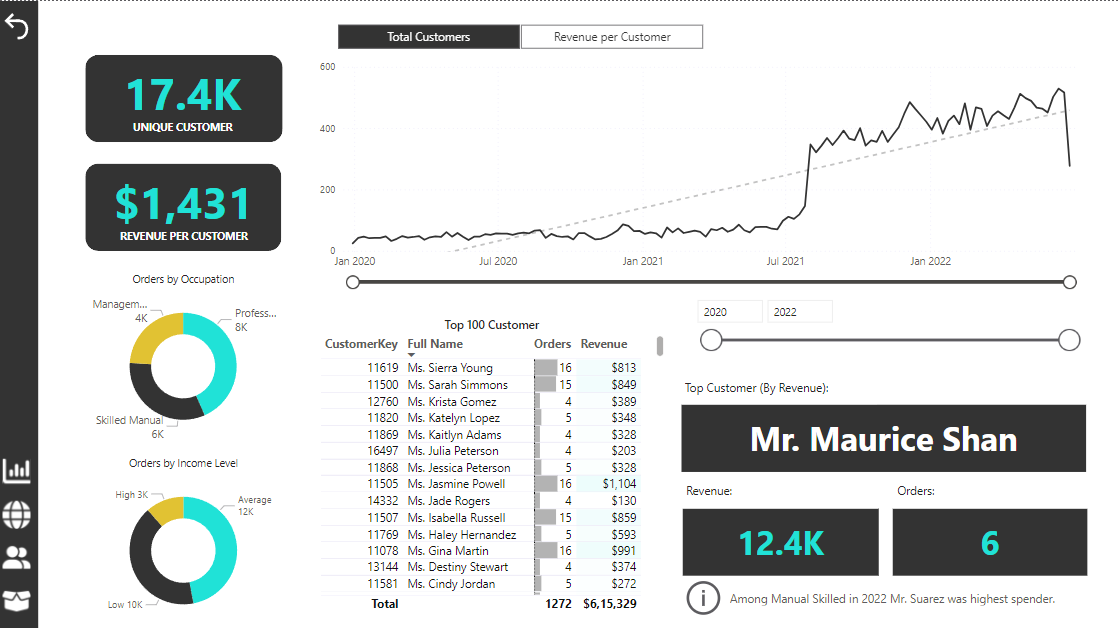 Total Customers
Revenue per Customer
17.4K
UNIQUE CUSTOMER
$1,431
REVENUE PER CUSTOMER
600
400
200
0
Jan 2020
Jul 2020
Jan 2021
Jul 2021
Jan 2022
Orders by Occupation
Managem...
4K
Profess...
8K
Skilled Manual
6K
Orders by Income Level
High 3K
Average
12K
Low 10K
Top 100 Customer
CustomerKey Full Name Orders Revenue
11619 Ms. Sierra Young 16 $813
11500 Ms. Sarah Simmons 15 $849
12760 Ms. Krista Gomez 4 $389
11820 Ms. Katelyn Lopez 5 $348
11869 Ms. Kaitlyn Adams 4 $328
16497 Ms. Julia Peterson 4 $203
11868 Ms. Jessica Peterson 5 $328
11505 Ms. Jasmine Powell 16 $1,104
14332 Ms. Jade Rogers 4 $130
11507 Ms. Isabella Russell 15 $859
11769 Ms. Haley Hernandez 5 $593
11078 Ms. Gina Martin 16 $991
13144 Ms. Destiny Stewart 4 $374
11581 Ms. Cindy Jordan 5 $272
Total 1272 $6,15,329
2020
2022
Top Customer (By Revenue):
Mr. Maurice Shan
Revenue:
Orders:
12.4K
6
Among Manual Skilled in 2022 Mr. Suarez was highest spender.